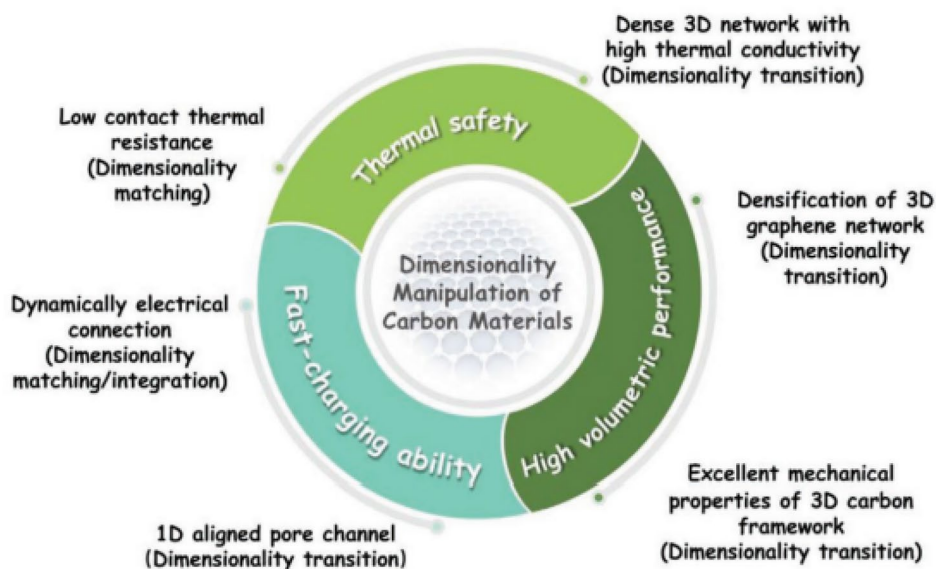 Dense 3D network with
high thermal conductivity
(Dimensionality transition)
Low contact thermal
resistance
(Dimensionality
matching)
Thermal safety
Densification of 3D
graphene network
(Dimensionality
transition)
High volumetric performance
Dimensionality
Manipulation of
Carbon Materials
Dynamically electrical
connection
(Dimensionality
matching/integration)
Fast-charging ability
Excellent mechanical
properties of 3D carbon
framework
(Dimensionality transition)
1D aligned pore channel
(Dimensionality transition)